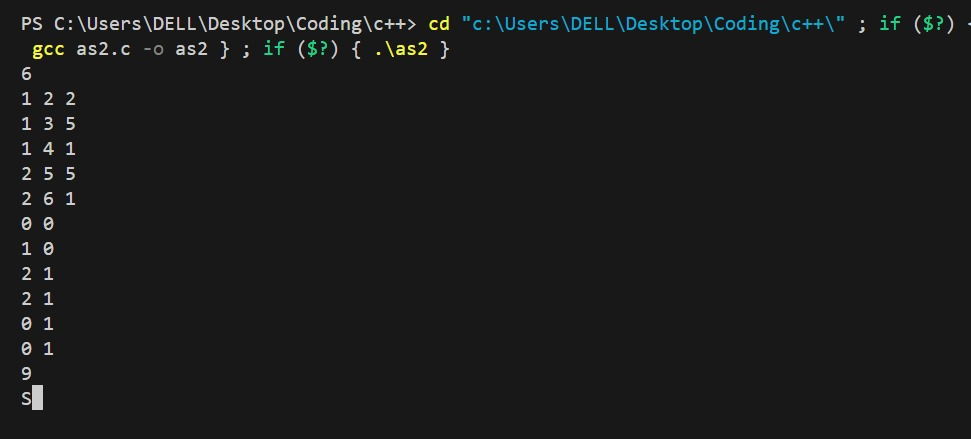 PS C:\Users\DELL\Desktop\Coding\c++> cd "c:\Users\DELL\Desktop\Coding\c++\" ; if ($?) {
gcc as2.c -o as2 } ; if ($?) { .\as2 }
6
1 2 2
1 3 5
1 4 1
2 5 5
2 6 1
0 0
1 0
2 1
2 1
0 1
0 1
9
S